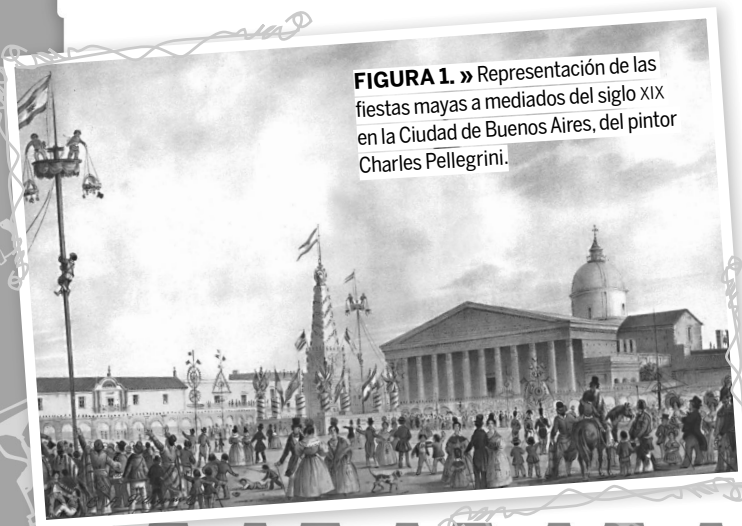 FIGURA 1. » Representación de las
fiestas mayas a mediados del siglo XIX
en la Ciudad de Buenos Aires, del pintor
Charles Pellegrini.